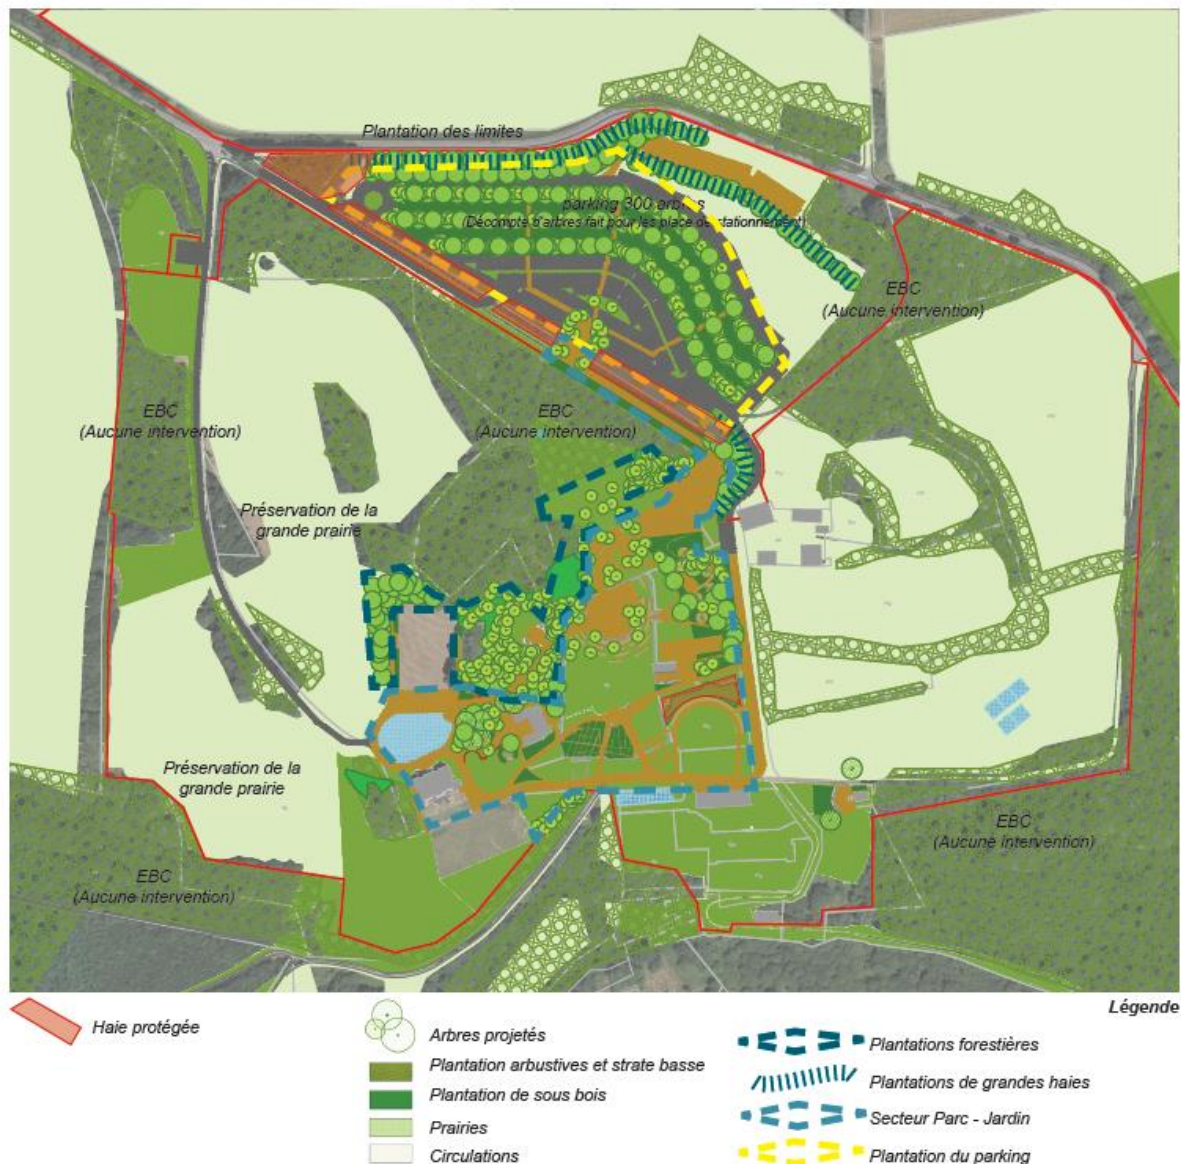 Plantation des limites
parking 300 arbres
(Décompte d'arbres fait pour les place de stationnement)
EBC
(Aucune intervention)
EBC
(Aucune intervention)
EBC
(Aucune intervention)
Préservation de la
grande prairie
Préservation de la
grande prairie
EBC
(Aucune intervention)
EBC
(Aucune intervention)
Légende
Haie protégée
Arbres projetés
Plantation arbustives et strate basse
Plantation de sous bois
Prairies
Circulations
Plantations forestières
Plantations de grandes haies
Secteur Parc - Jardin
Plantation du parking